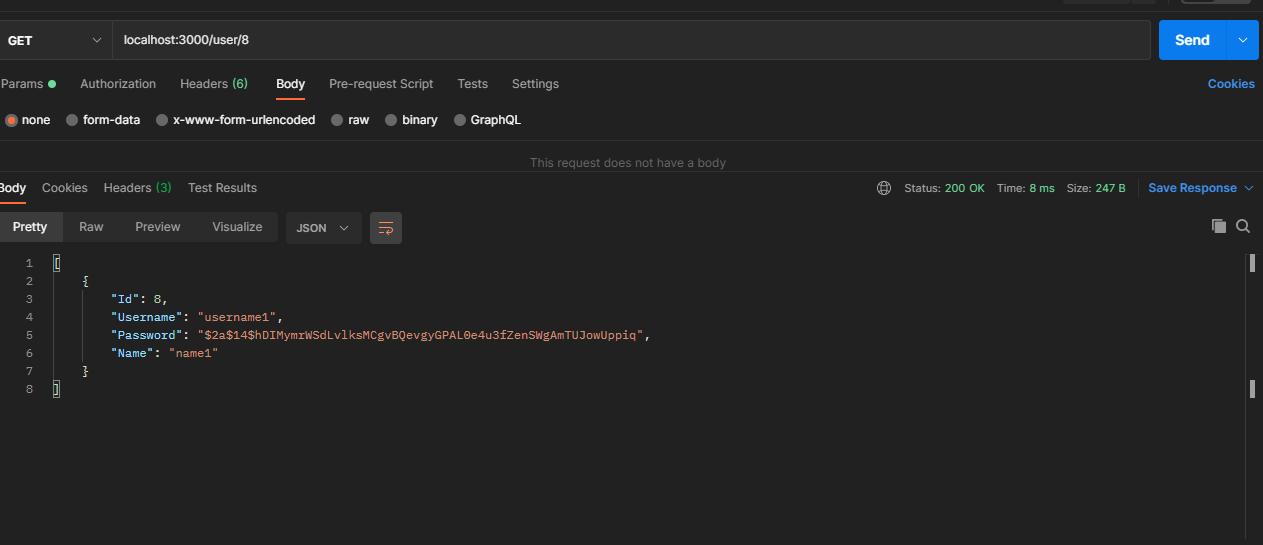 GET localhost:3000/user/8 Send
Params Authorization Headers (6) Body Pre-request Script Tests Settings Cookies
none form-data x-www-form-urlencoded raw binary GraphQL
This request does not have a body
Body Cookies Headers (3) Test Results Status: 200 OK Time: 8 ms Size: 247 B Save Response
Pretty Raw Preview Visualize JSON
1 [
2 {
3 "Id": 8,
4 "Username": "username1",
5 "Password": "$2a$14$hDIMymrWSdLvlksMCgvBQevgyGPAL0e4u3fZenSWgAmTUJowUppiq",
6 "Name": "name1"
7 }
8 ]